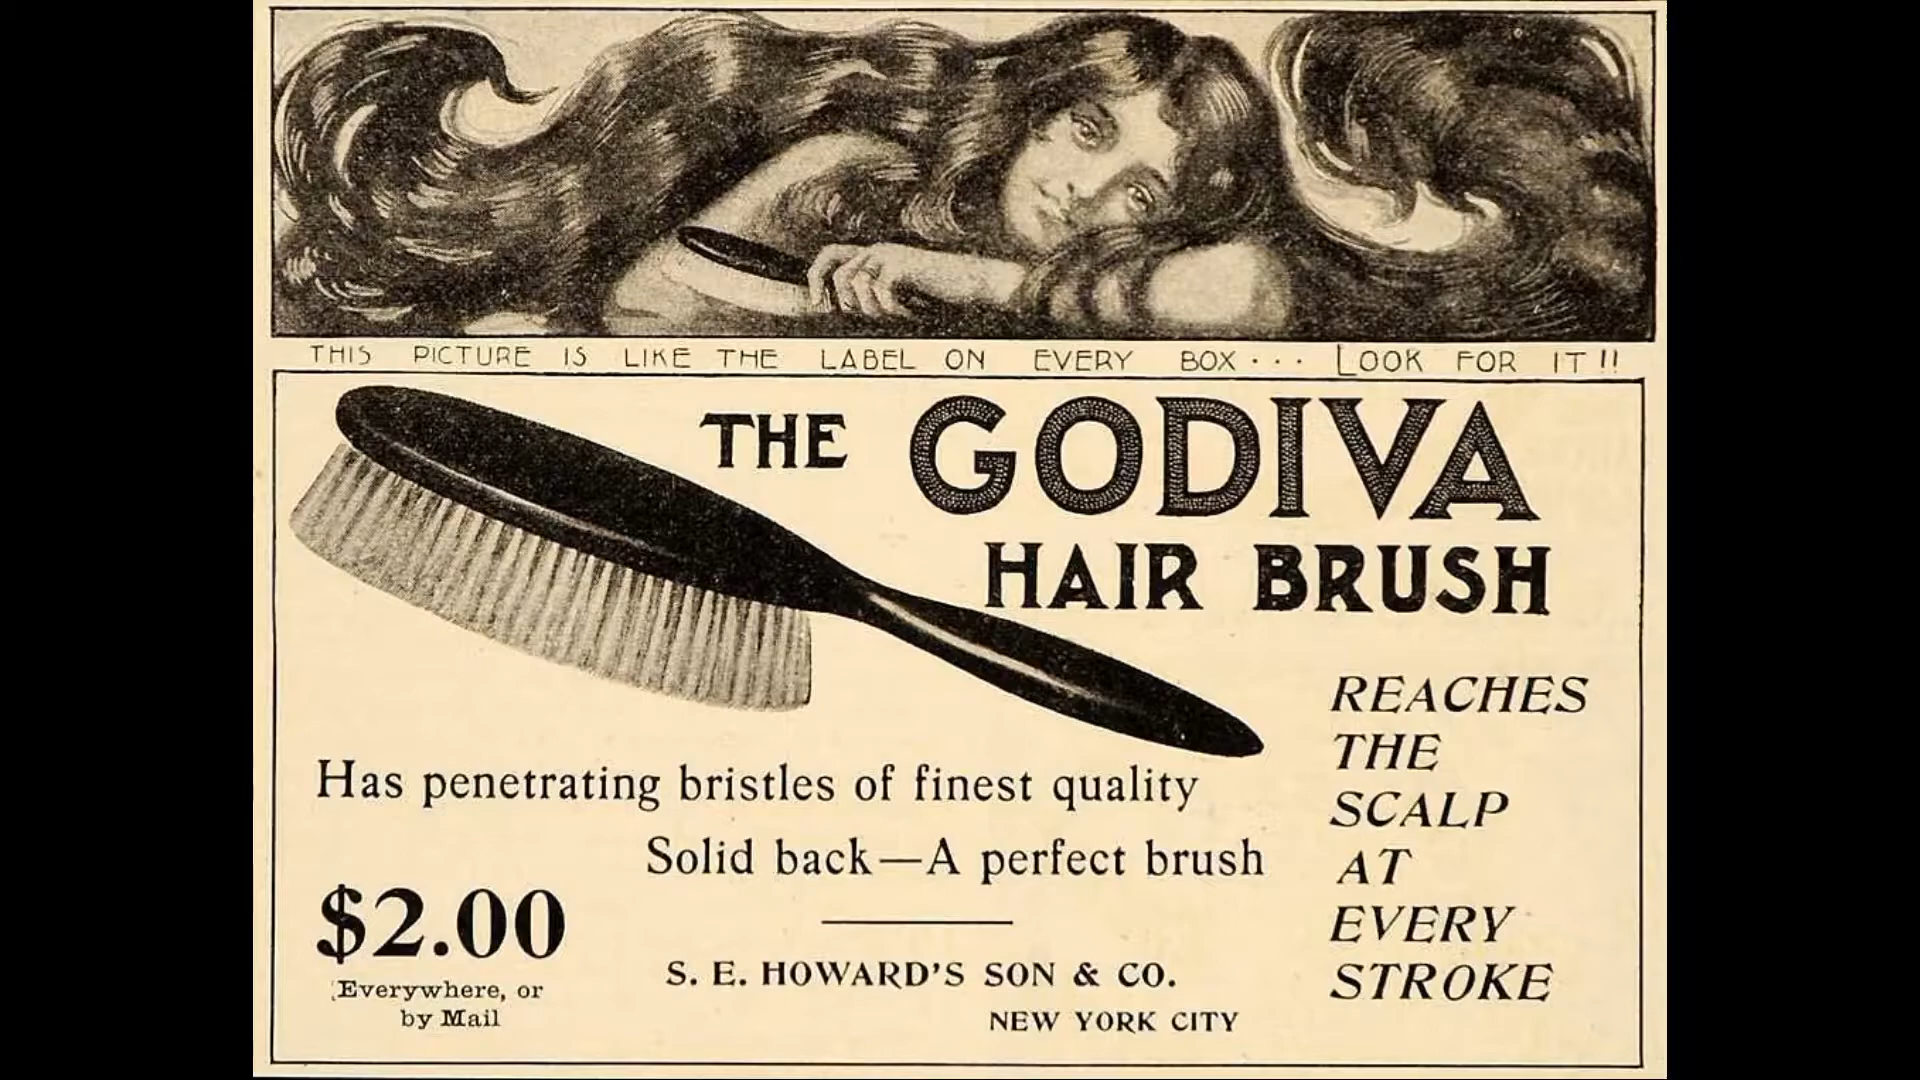 THIS PICTURE IS LIKE THE LABEL ON EVERY BOX... LOOK FOR IT!!
THE GODIVA
HAIR BRUSH
REACHES
THE
SCALP
AT
EVERY
STROKE
Has penetrating bristles of finest quality
Solid back—A perfect brush
$2.00
Everywhere, or
by Mail
S. E. HOWARD'S SON & CO.
NEW YORK CITY